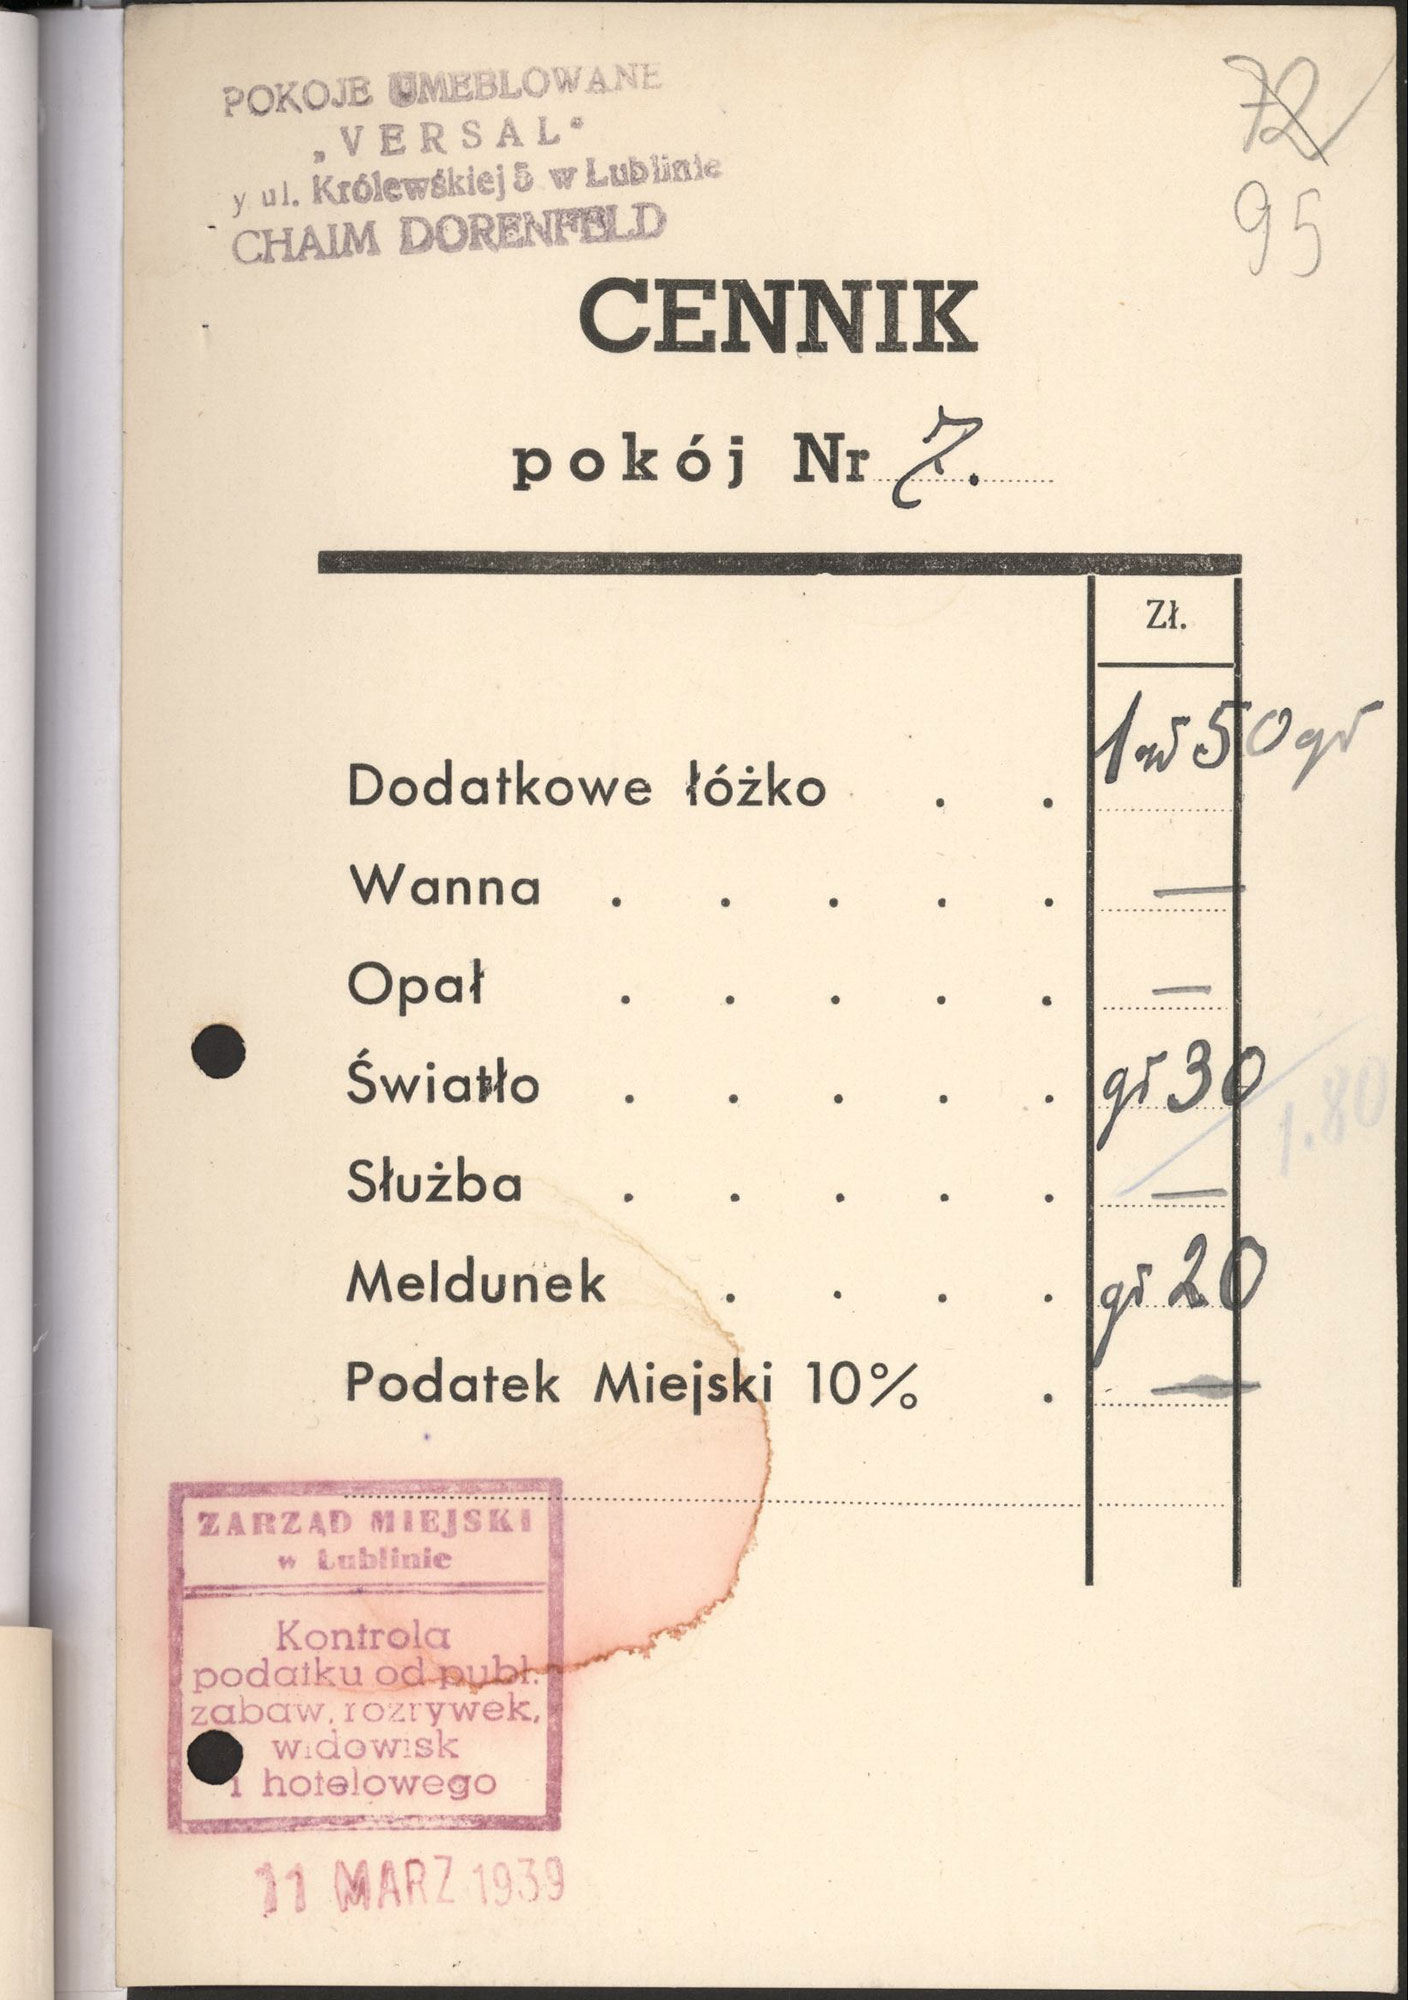 POKOJE UMEBLOWANE
„VERSAL"
y ul. Królewskiej 5 w Lublinie
CHAIM DORENFELD
72
95
CENNIK
pokój Nr 7.
Zł.
Dodatkowe łóżko . . 1 zł 50 gr
Wanna . . . . . —
Opał . . . . . —
Światło . . . . . gr 30
1.80
Służba . . . . . —
Meldunek . . . . gr 20
Podatek Miejski 10% . —
ZARZĄD MIEJSKI
w Lublinie
Kontrola
podatku od publ.
zabaw, rozrywek,
widowisk
i hotelowego
11 MARZ 1939